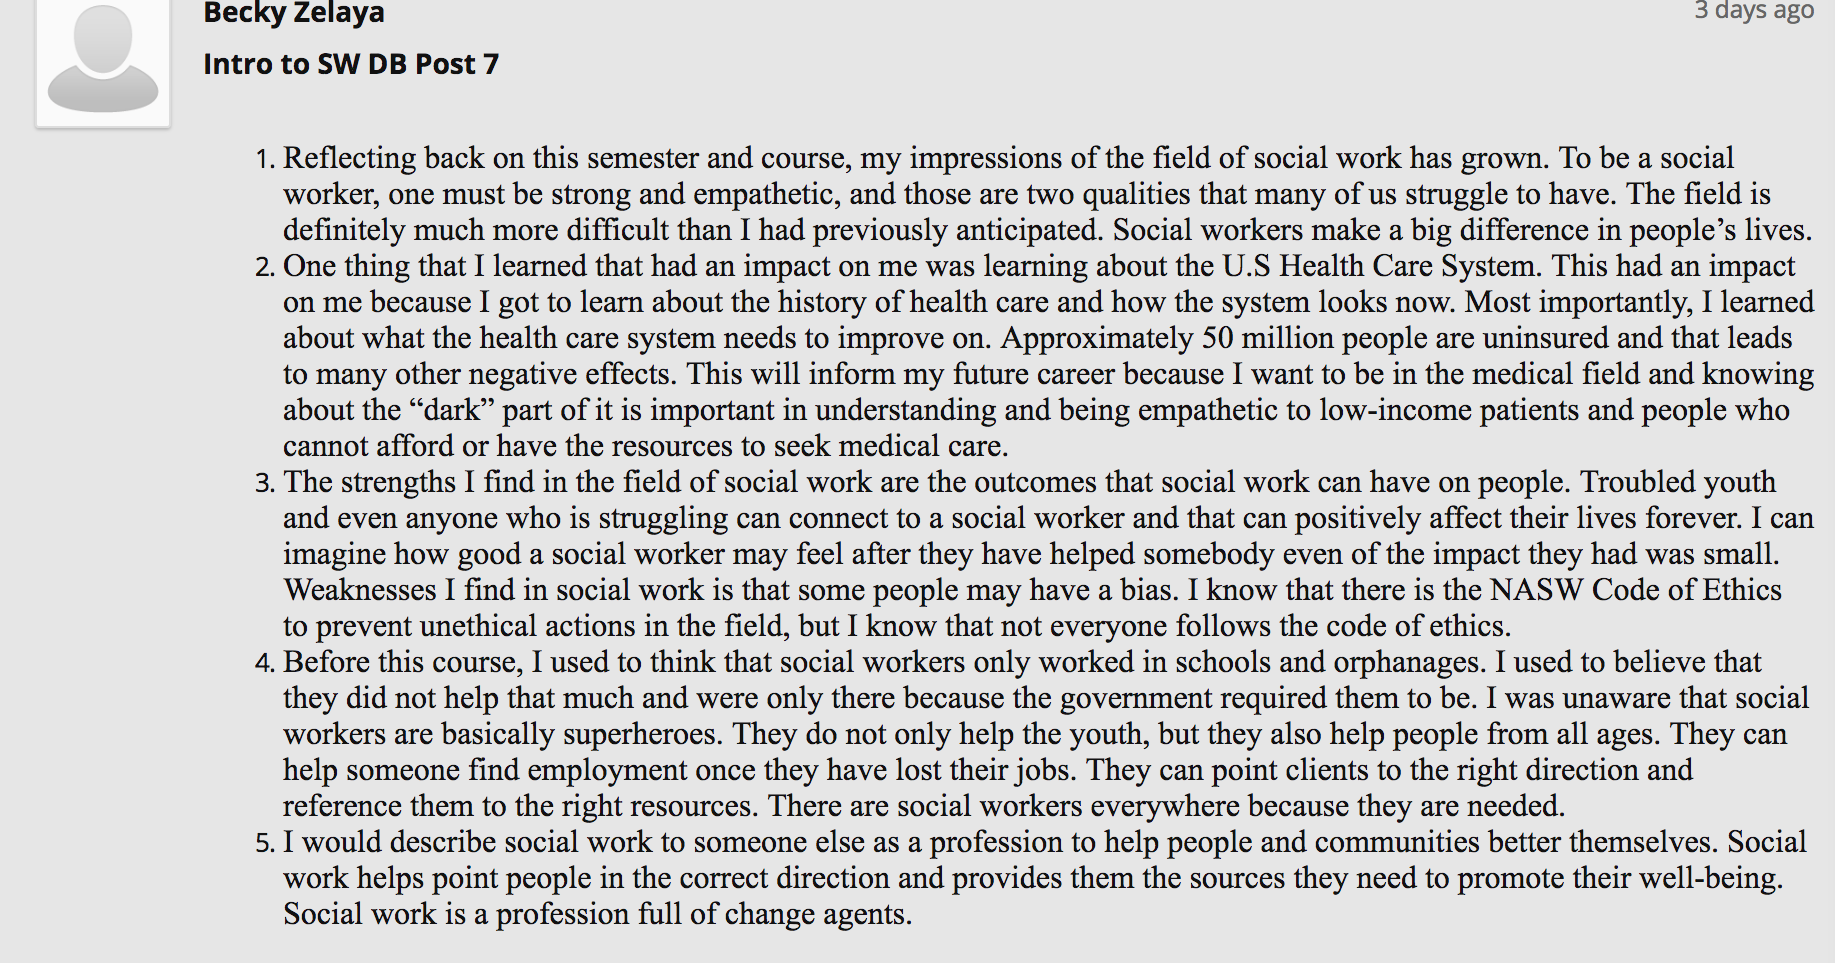 Becky Zelaya
3 days ago
Intro to SW DB Post 7
1. Reflecting back on this semester and course, my impressions of the field of social work has grown. To be a social
worker, one must be strong and empathetic, and those are two qualities that many of us struggle to have. The field is
definitely much more difficult than I had previously anticipated. Social workers make a big difference in people’s lives.
2. One thing that I learned that had an impact on me was learning about the U.S Health Care System. This had an impact
on me because I got to learn about the history of health care and how the system looks now. Most importantly, I learned
about what the health care system needs to improve on. Approximately 50 million people are uninsured and that leads
to many other negative effects. This will inform my future career because I want to be in the medical field and knowing
about the “dark” part of it is important in understanding and being empathetic to low-income patients and people who
cannot afford or have the resources to seek medical care.
3. The strengths I find in the field of social work are the outcomes that social work can have on people. Troubled youth
and even anyone who is struggling can connect to a social worker and that can positively affect their lives forever. I can
imagine how good a social worker may feel after they have helped somebody even of the impact they had was small.
Weaknesses I find in social work is that some people may have a bias. I know that there is the NASW Code of Ethics
to prevent unethical actions in the field, but I know that not everyone follows the code of ethics.
4. Before this course, I used to think that social workers only worked in schools and orphanages. I used to believe that
they did not help that much and were only there because the government required them to be. I was unaware that social
workers are basically superheroes. They do not only help the youth, but they also help people from all ages. They can
help someone find employment once they have lost their jobs. They can point clients to the right direction and
reference them to the right resources. There are social workers everywhere because they are needed.
5. I would describe social work to someone else as a profession to help people and communities better themselves. Social
work helps point people in the correct direction and provides them the sources they need to promote their well-being.
Social work is a profession full of change agents.